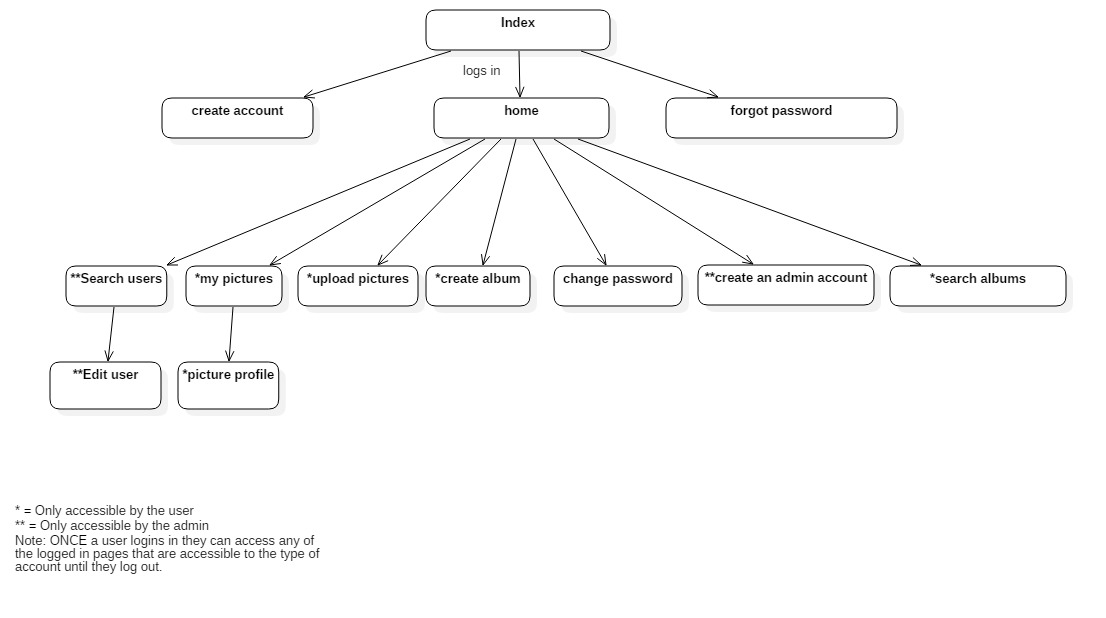 Index
logs in
create account
home
forgot password
**Search users
*my pictures
*upload pictures
*create album
change password
**create an admin account
*search albums
**Edit user
*picture profile
* = Only accessible by the user
** = Only accessible by the admin
Note: ONCE a user logins in they can access any of
the logged in pages that are accessible to the type of
account until they log out.